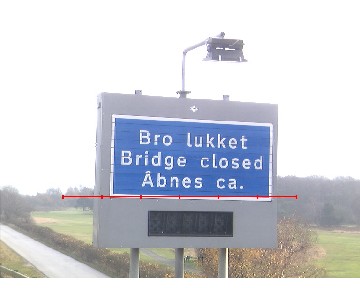 Bro lukket
Bridge closed
Åbnes ca.